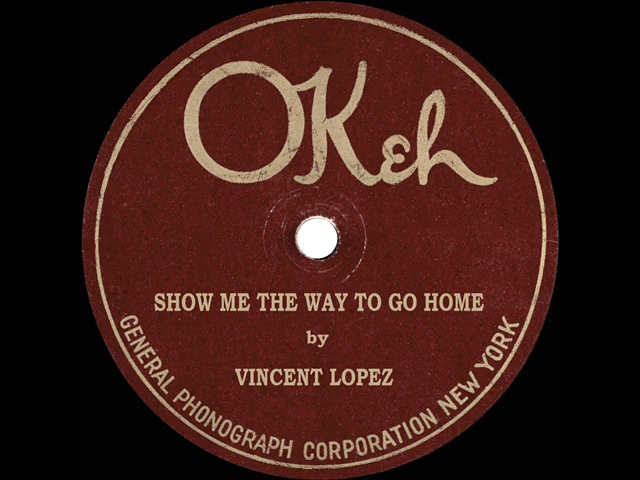 OKeh
SHOW ME THE WAY TO GO HOME
by
VINCENT LOPEZ
GENERAL PHONOGRAPH CORPORATION NEW YORK